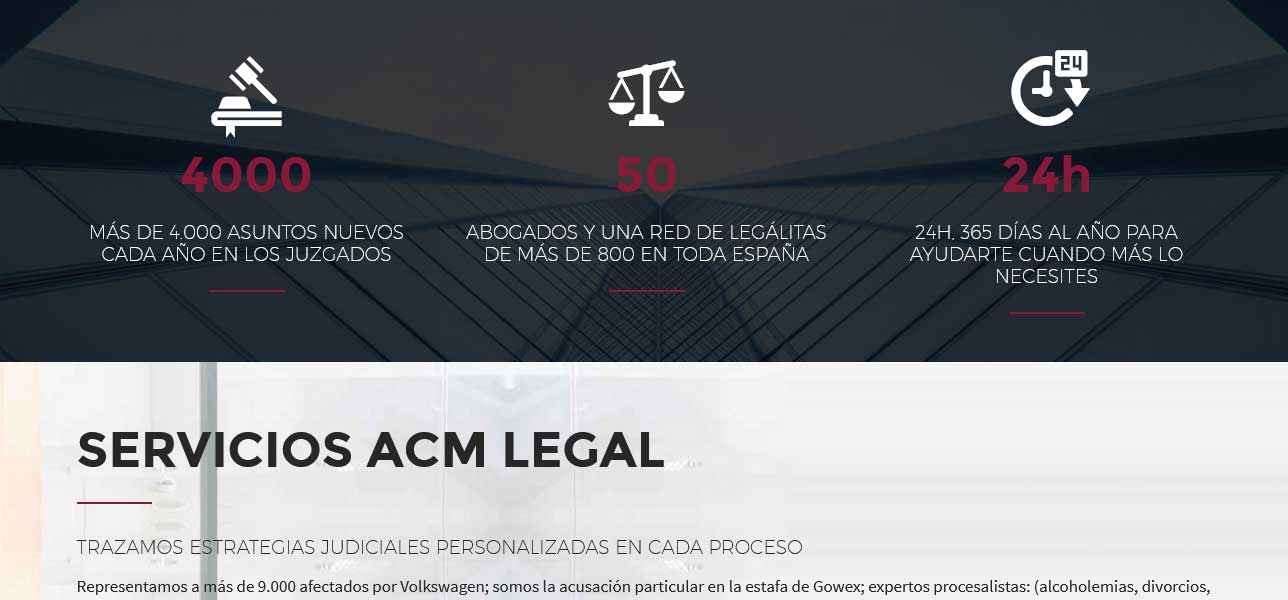 24
4000
MÁS DE 4.000 ASUNTOS NUEVOS
CADA AÑO EN LOS JUZGADOS
50
ABOGADOS Y UNA RED DE LEGÁLITAS
DE MÁS DE 800 EN TODA ESPAÑA
24h
24H, 365 DÍAS AL AÑO PARA
AYUDARTE CUANDO MÁS LO
NECESITES
SERVICIOS ACM LEGAL
TRAZAMOS ESTRATEGIAS JUDICIALES PERSONALIZADAS EN CADA PROCESO
Representamos a más de 9.000 afectados por Volkswagen; somos la acusación particular en la estafa de Gowex; expertos procesalistas: (alcoholemias, divorcios,